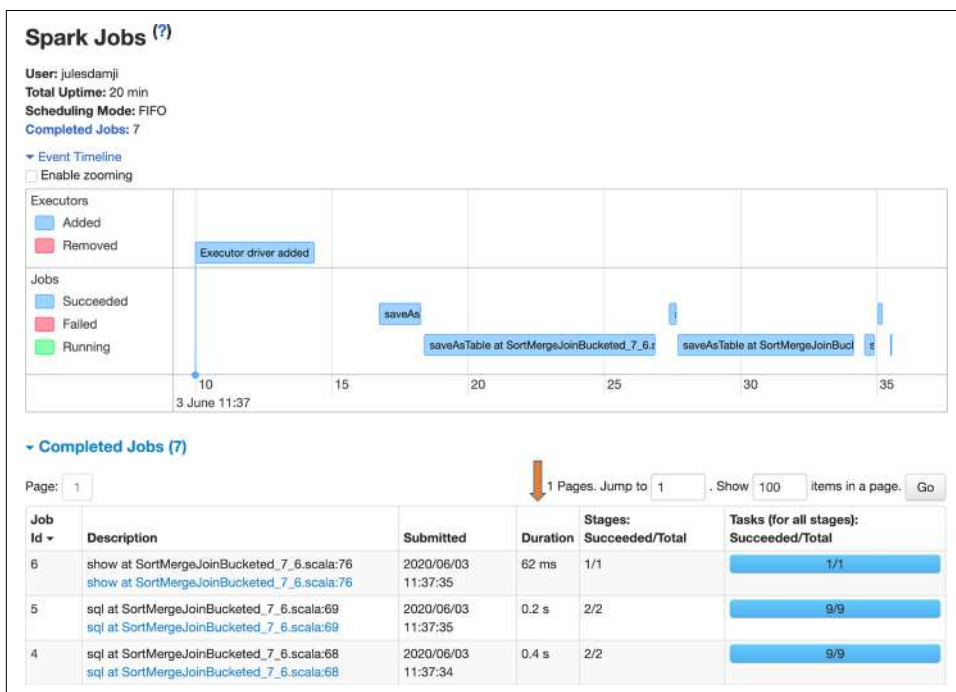 Spark Jobs (?)
User: julesdamji
Total Uptime: 20 min
Scheduling Mode: FIFO
Completed Jobs: 7
Event Timeline
Enable zooming
Executors
Added
Removed
Executor driver added
Jobs
Succeeded
Failed
Running
saveAs
saveAsTable at SortMergeJoinBucketed_7_6.s
saveAsTable at SortMergeJoinBucl
s
10 15 20 25 30 35
3 June 11:37
Completed Jobs (7)
Page: 1 1 Pages. Jump to 1 . Show 100 items in a page. Go
Job Id Description Submitted Duration Stages: Succeeded/Total Tasks (for all stages): Succeeded/Total
6 show at SortMergeJoinBucketed_7_6.scala:76 2020/06/03 62 ms 1/1 1/1
show at SortMergeJoinBucketed_7_6.scala:76 11:37:35
5 sql at SortMergeJoinBucketed_7_6.scala:69 2020/06/03 0.2 s 2/2 9/9
sql at SortMergeJoinBucketed_7_6.scala:69 11:37:35
4 sql at SortMergeJoinBucketed_7_6.scala:68 2020/06/03 0.4 s 2/2 9/9
sql at SortMergeJoinBucketed_7_6.scala:68 11:37:34